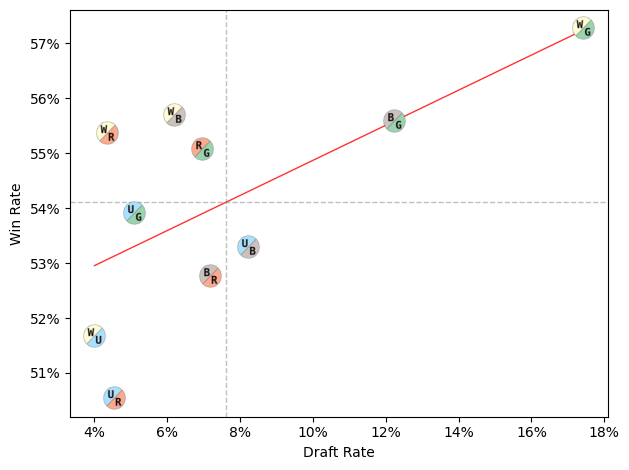 57%
56%
55%
54%
53%
52%
51%
Win Rate
W G
W B
B G
W R
R G
U G
U B
B R
W U
U R
4% 6% 8% 10% 12% 14% 16% 18%
Draft Rate